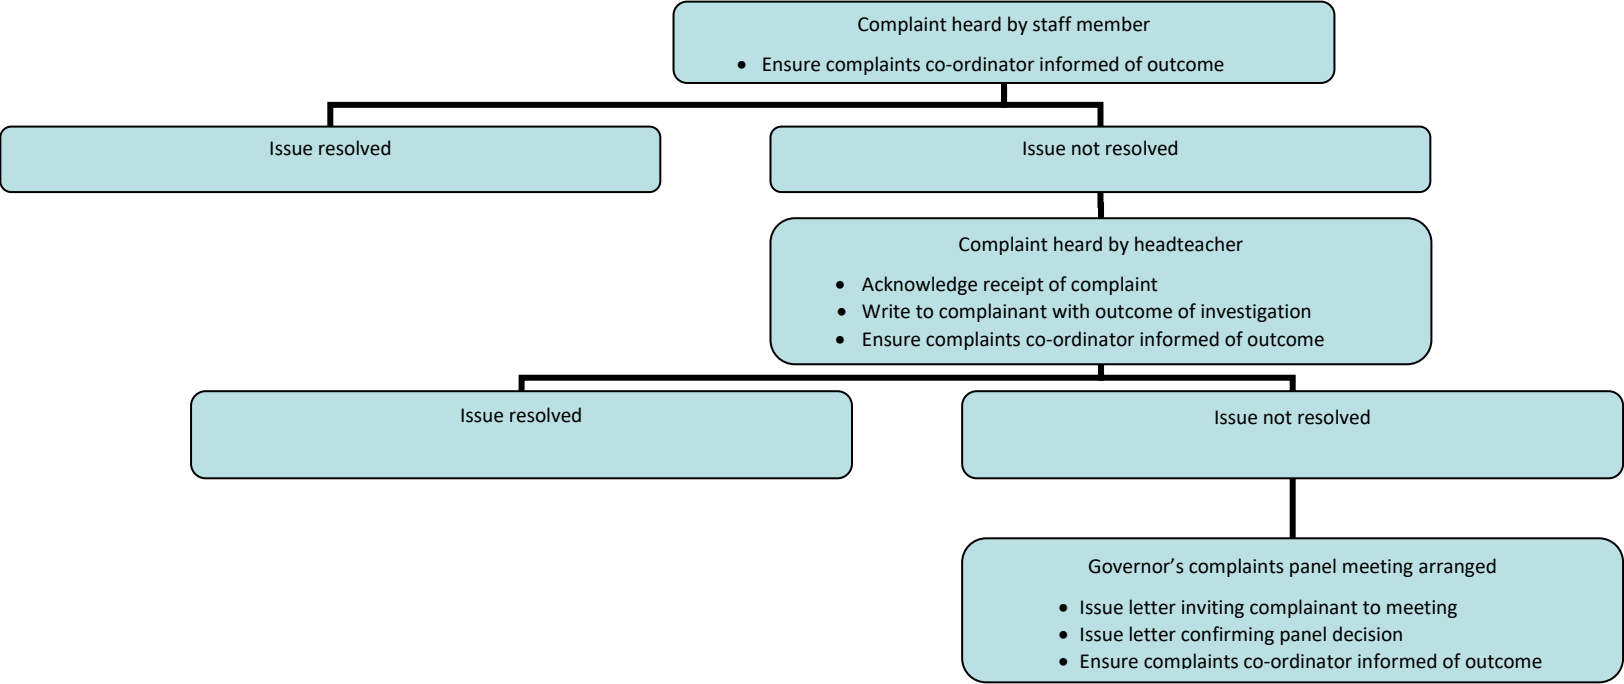 Complaint heard by staff member
• Ensure complaints co-ordinator informed of outcome
Issue resolved
Issue not resolved
Complaint heard by headteacher
• Acknowledge receipt of complaint
• Write to complainant with outcome of investigation
• Ensure complaints co-ordinator informed of outcome
Issue resolved
Issue not resolved
Governor’s complaints panel meeting arranged
• Issue letter inviting complainant to meeting
• Issue letter confirming panel decision
• Ensure complaints co-ordinator informed of outcome